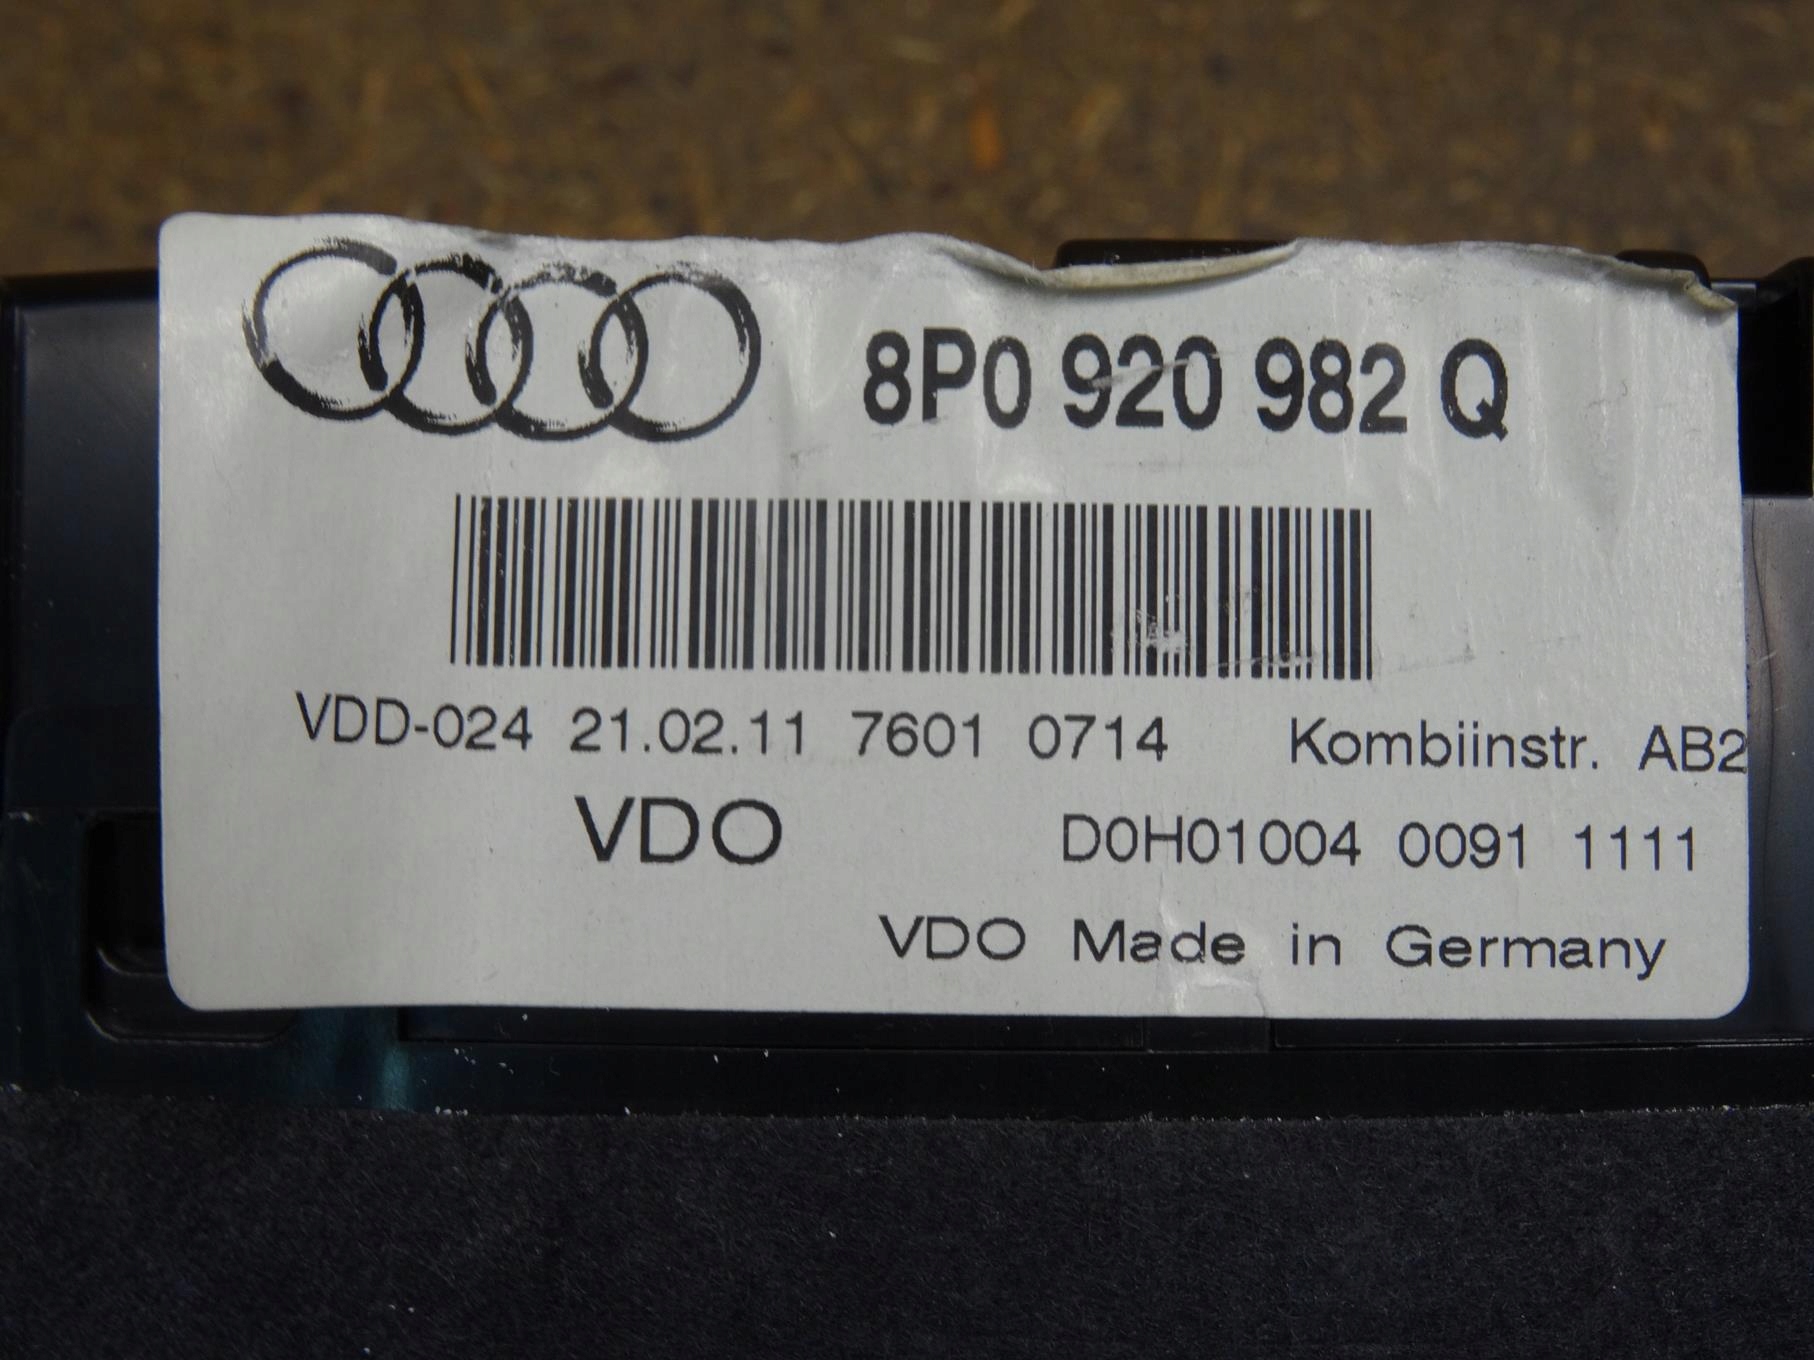 8P0 920 982 Q
VDD-024 21.02.11 7601 0714 Kombiinstr. AB2
VDO D0H01004 0091 1111
VDO Made in Germany